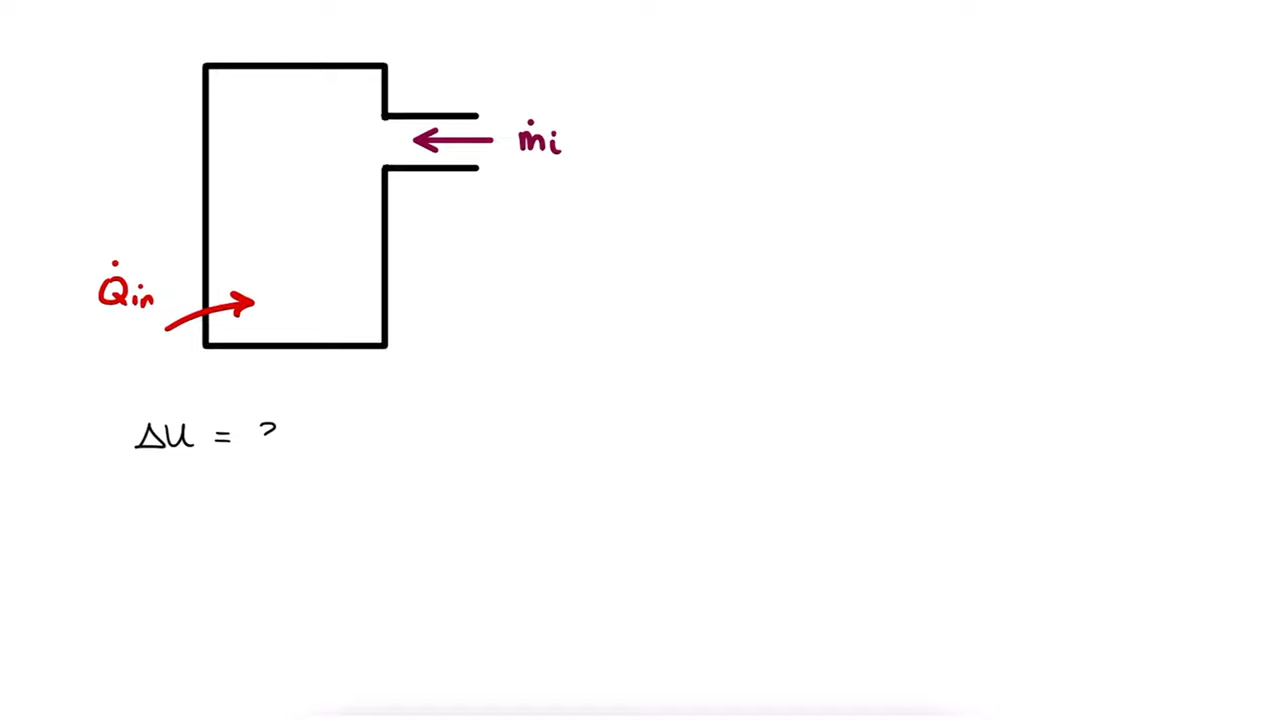 ṁi
Q̇in
ΔU = ?